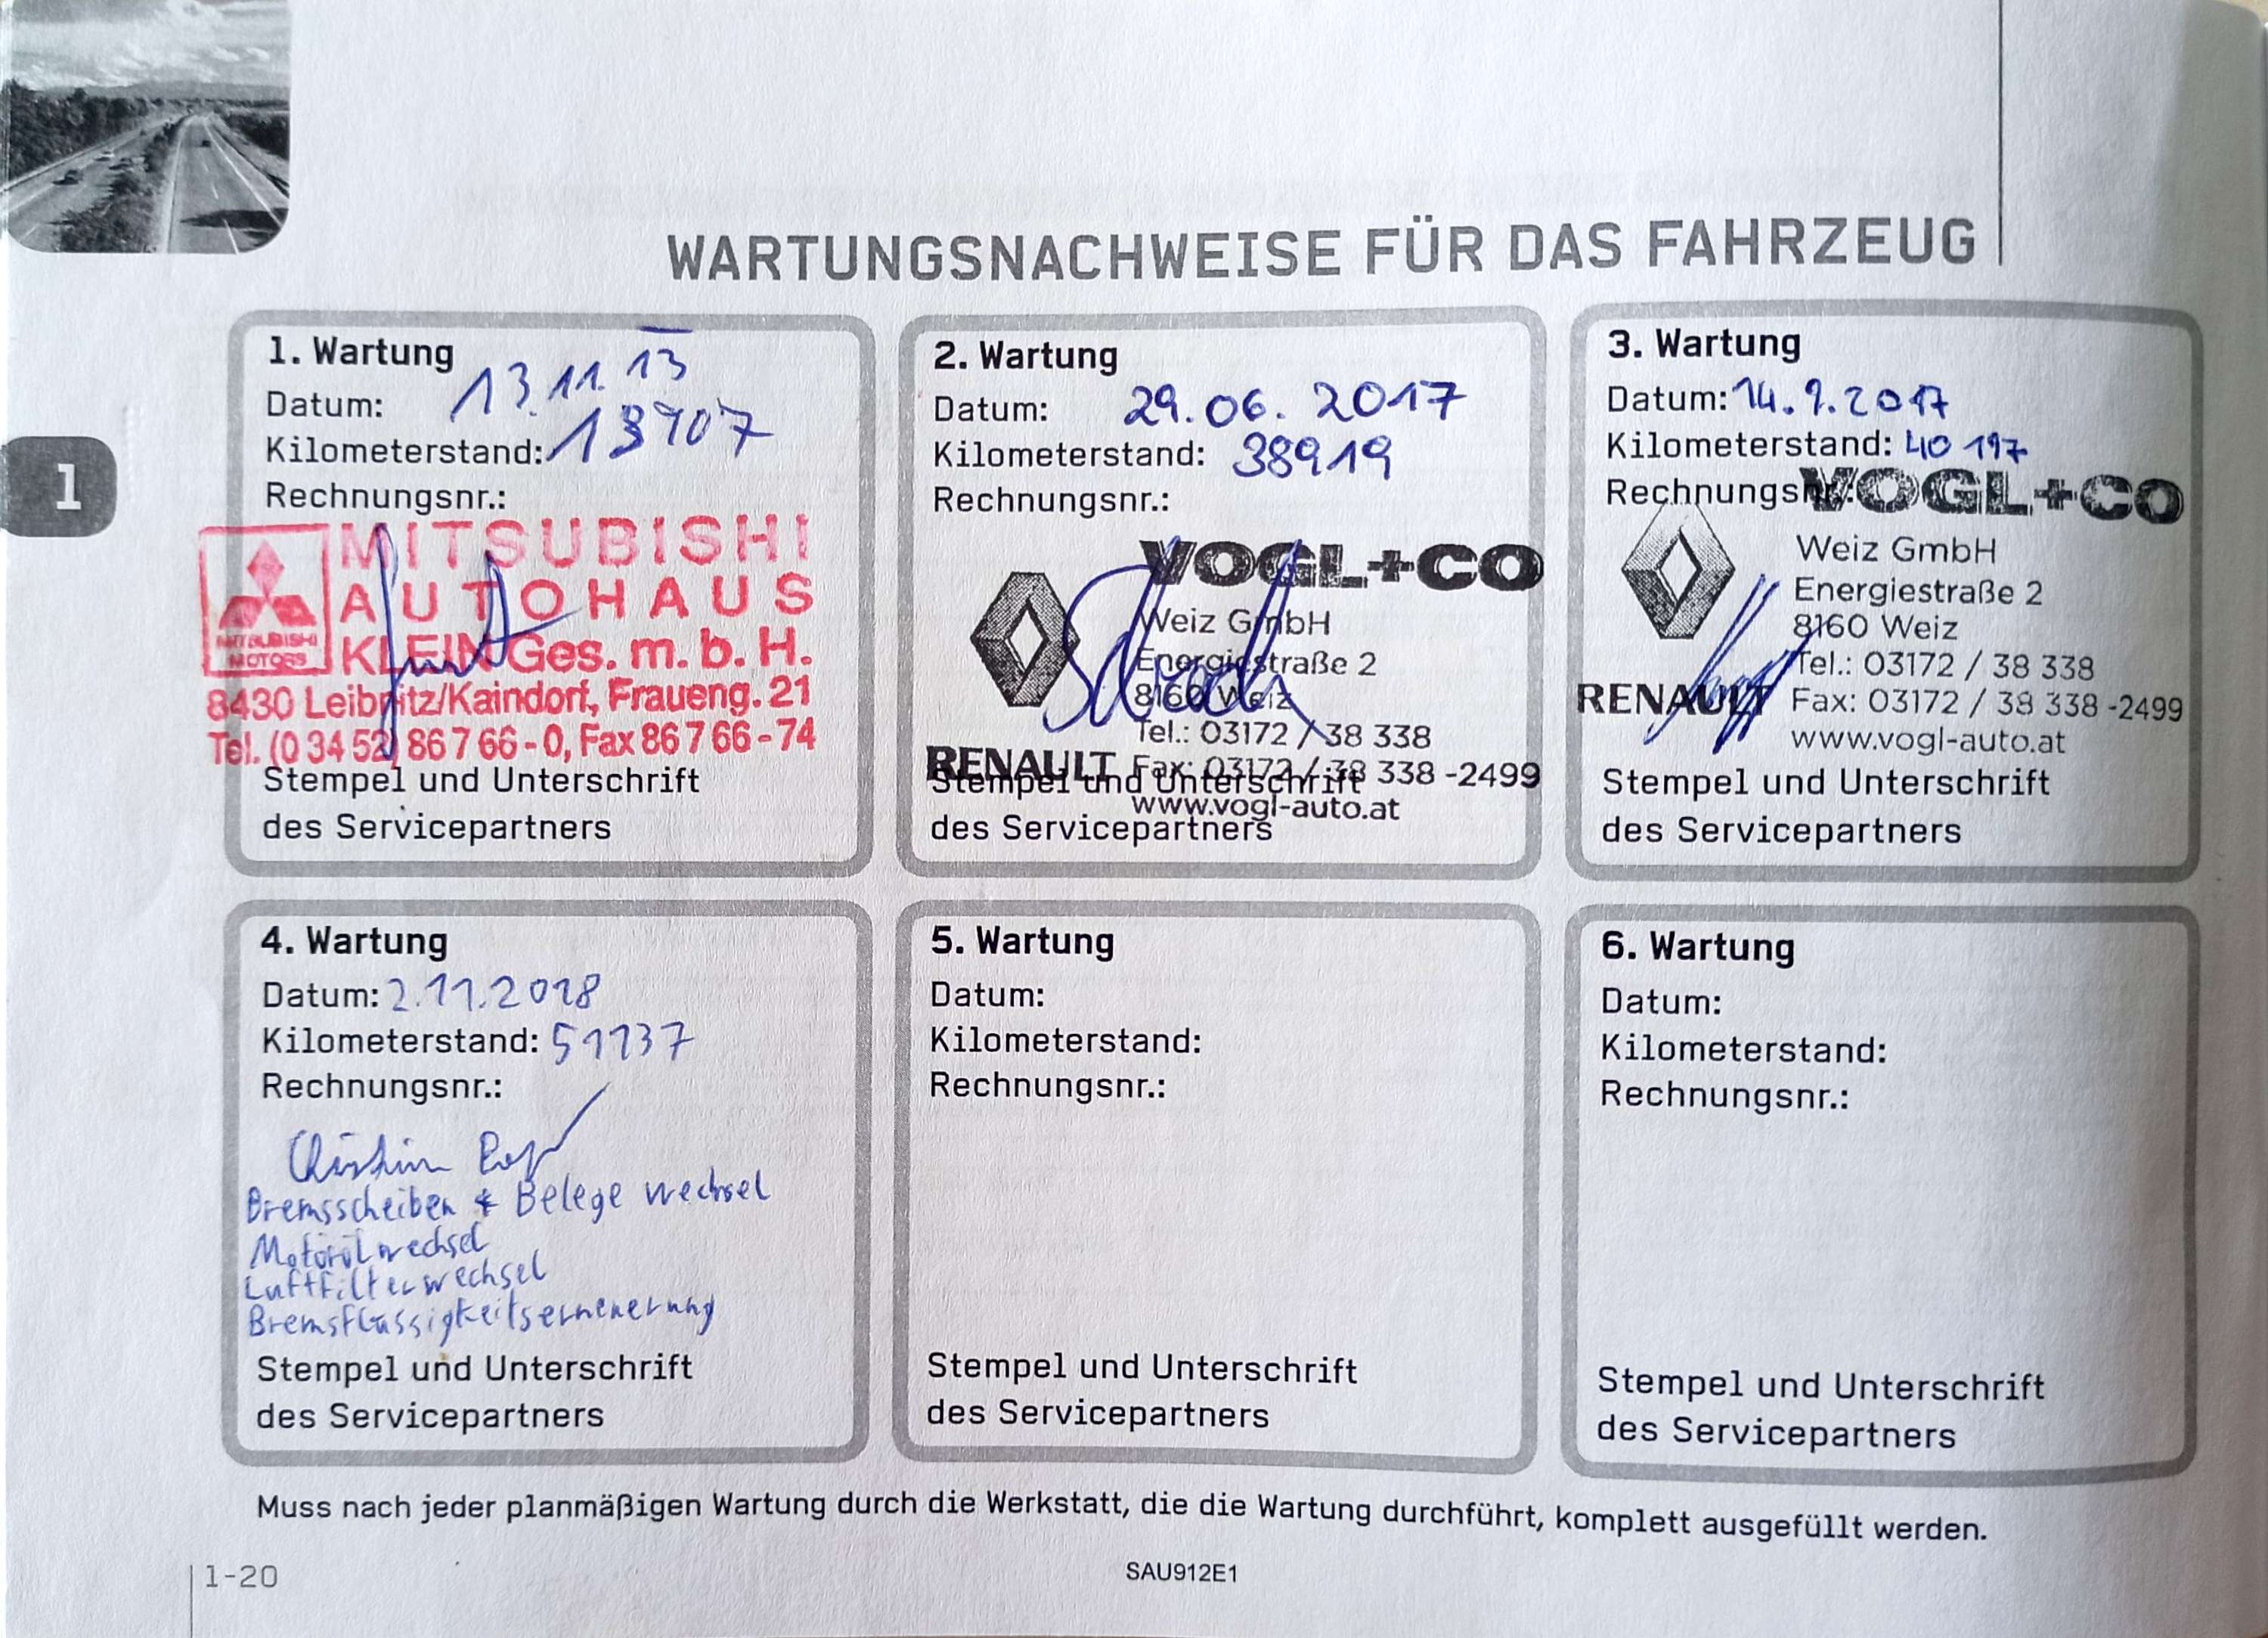 WARTUNGSNACHWEISE FÜR DAS FAHRZEUG
1
1. Wartung
Datum: 13.11.13
Kilometerstand: 13907
Rechnungsnr.:
MITSUBISHI
AUTOHAUS
KLEIN Ges. m. b. H.
MITSUBISHI
MOTORS
8430 Leibnitz/Kaindorf, Fraueng. 21
Tel. (0 34 52) 86 7 66 - 0, Fax 86 7 66 - 74
Stempel und Unterschrift
des Servicepartners
2. Wartung
Datum: 29.06.2017
Kilometerstand: 38919
Rechnungsnr.:
VOGL+CO
Weiz GmbH
Energiestraße 2
8160 Weiz
Tel.: 03172 / 38 338
RENAULT Fax: 03172 / 38 338 -2499
www.vogl-auto.at
Stempel und Unterschrift
des Servicepartners
3. Wartung
Datum: 14.9.2017
Kilometerstand: 40 197
Rechnungsnr.:
VOGL+CO
Weiz GmbH
Energiestraße 2
8160 Weiz
Tel.: 03172 / 38 338
RENAULT Fax: 03172 / 38 338 -2499
www.vogl-auto.at
Stempel und Unterschrift
des Servicepartners
4. Wartung
Datum: 2.11.2018
Kilometerstand: 51137
Rechnungsnr.:
Bremsscheiben + Belege wechsel
Motorölwechsel
Luftfilterwechsel
Bremsflüssigkeitserneuerung
Stempel und Unterschrift
des Servicepartners
5. Wartung
Datum:
Kilometerstand:
Rechnungsnr.:
Stempel und Unterschrift
des Servicepartners
6. Wartung
Datum:
Kilometerstand:
Rechnungsnr.:
Stempel und Unterschrift
des Servicepartners
Muss nach jeder planmäßigen Wartung durch die Werkstatt, die die Wartung durchführt, komplett ausgefüllt werden.
1-20
SAU912E1